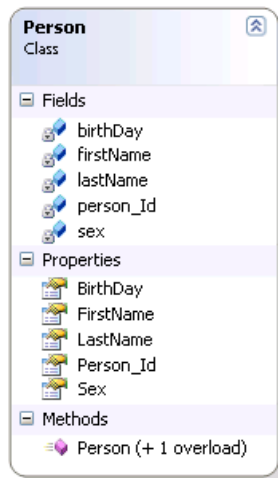 Person
Class
Fields
birthDay
firstName
lastName
person_Id
sex
Properties
BirthDay
FirstName
LastName
Person_Id
Sex
Methods
Person (+ 1 overload)